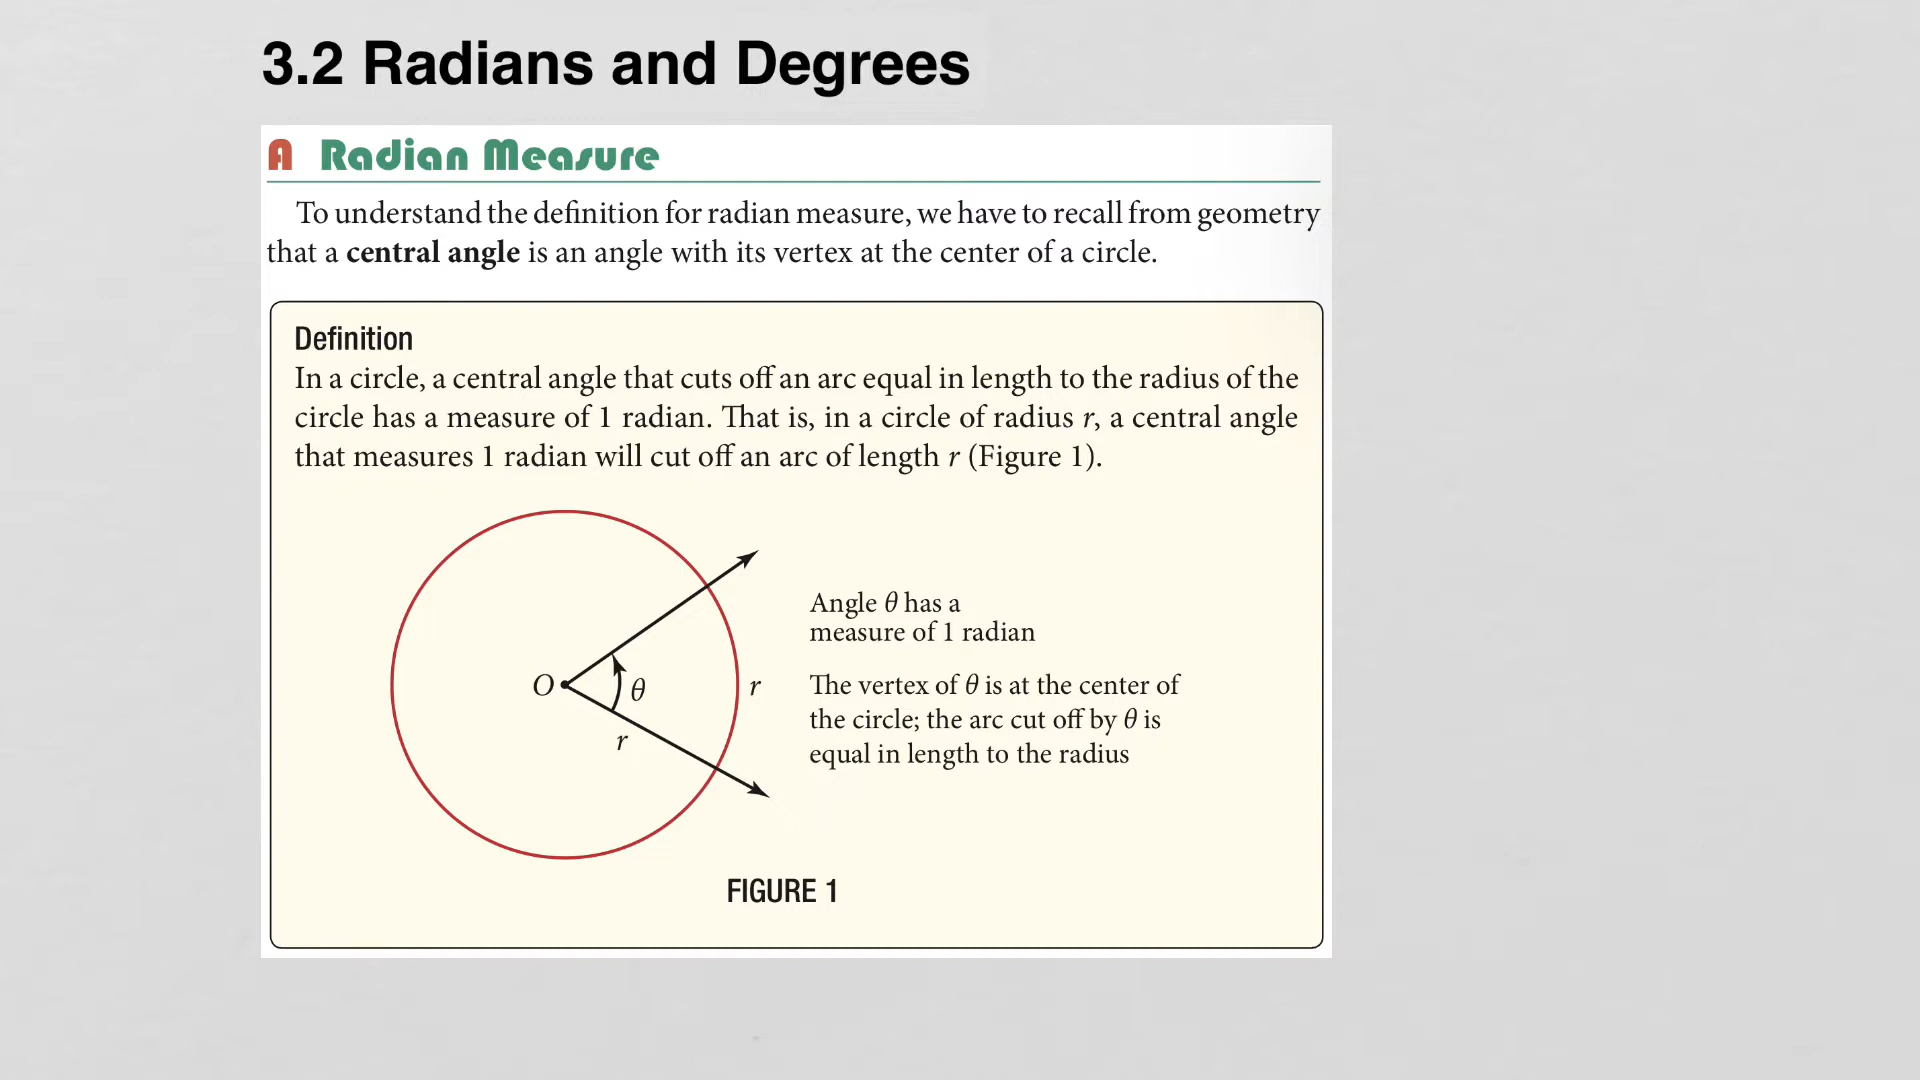 3.2 Radians and Degrees
A Radian Measure
To understand the definition for radian measure, we have to recall from geometry
that a central angle is an angle with its vertex at the center of a circle.
Definition
In a circle, a central angle that cuts off an arc equal in length to the radius of the
circle has a measure of 1 radian. That is, in a circle of radius r, a central angle
that measures 1 radian will cut off an arc of length r (Figure 1).
O
θ
r
r
Angle θ has a
measure of 1 radian
The vertex of θ is at the center of
the circle; the arc cut off by θ is
equal in length to the radius
FIGURE 1